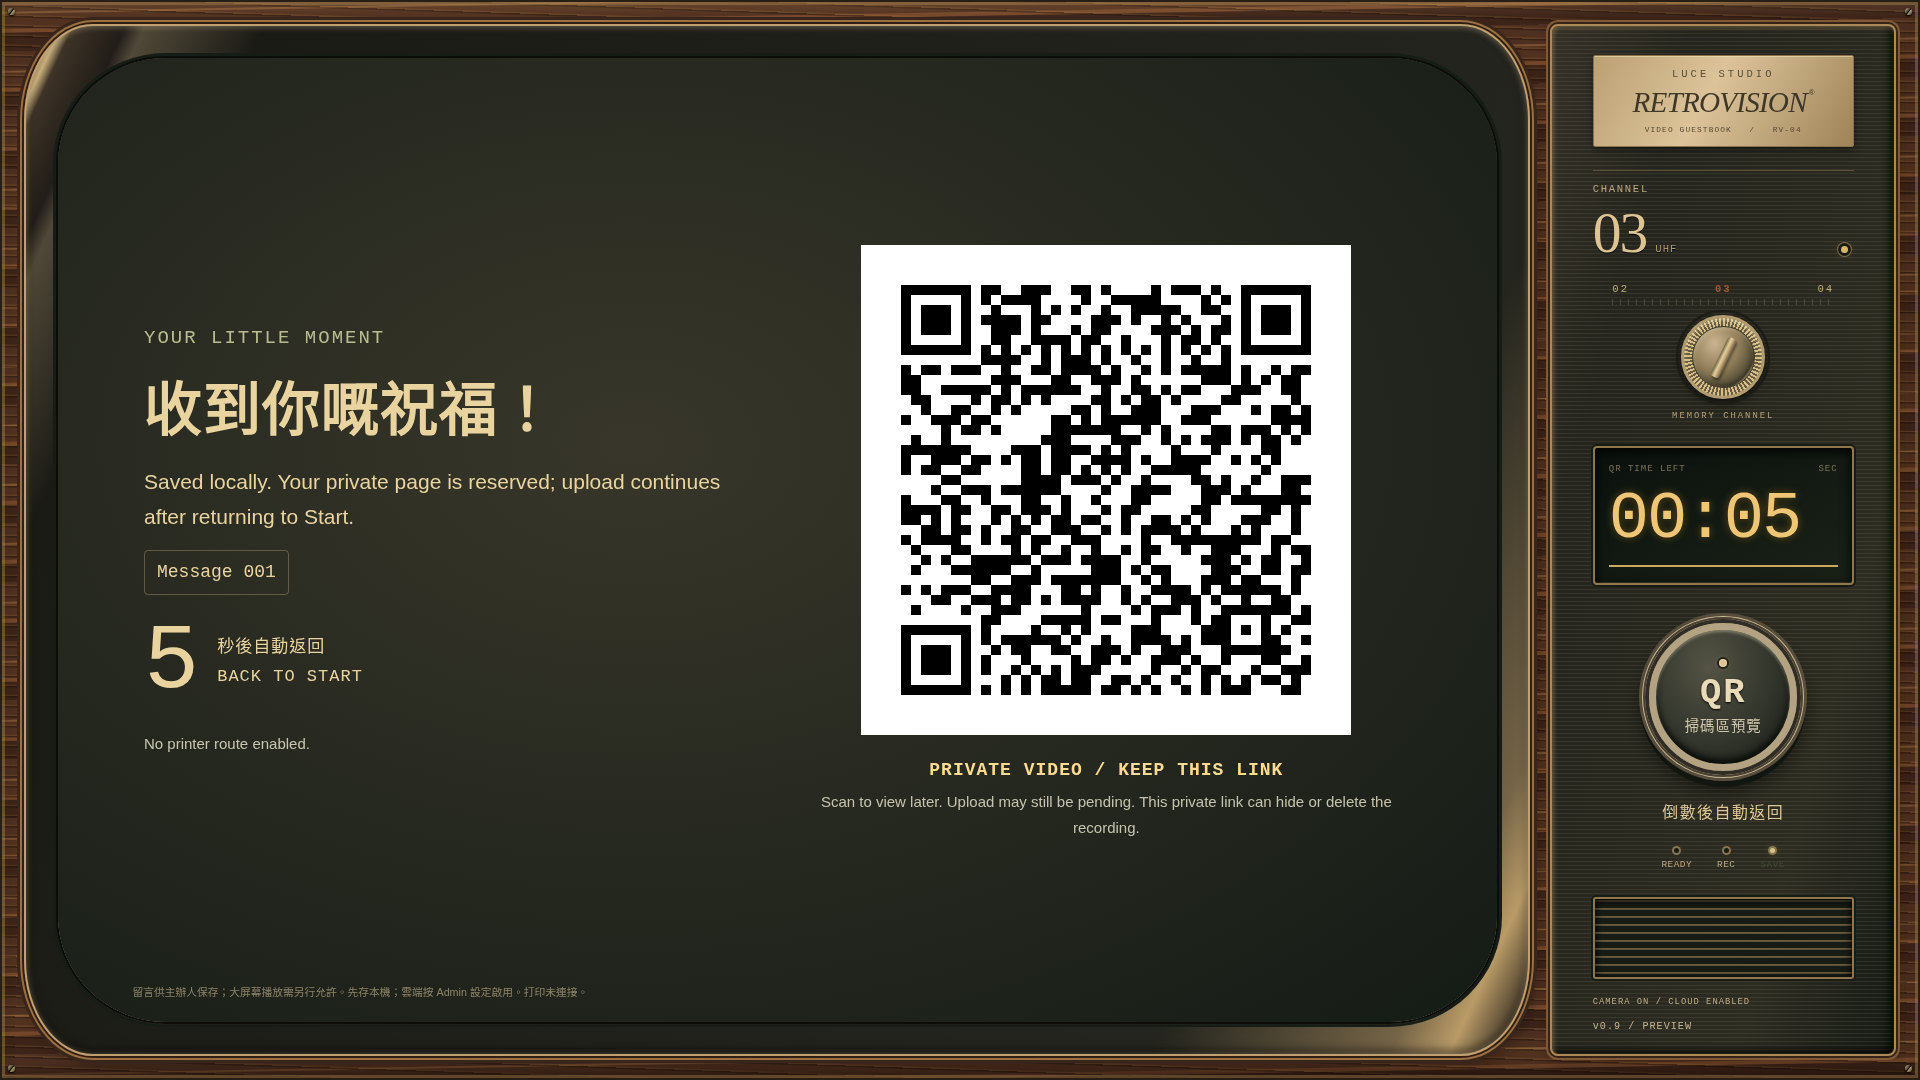 YOUR LITTLE MOMENT
收到你嘅祝福！
Saved locally. Your private page is reserved; upload continues
after returning to Start.
Message 001
5
秒後自動返回
BACK TO START
No printer route enabled.
PRIVATE VIDEO / KEEP THIS LINK
Scan to view later. Upload may still be pending. This private link can hide or delete the
recording.
留言供主辦人保存；大屏幕播放需另行允許。先存本機；雲端按 Admin 設定啟用。打印未連接。
LUCE STUDIO
RETROVISION®
VIDEO GUESTBOOK / RV-04
CHANNEL
03 UHF
02 03 04
MEMORY CHANNEL
QR TIME LEFT SEC
00:05
QR
掃碼區預覽
倒數後自動返回
READY REC SAVE
CAMERA ON / CLOUD ENABLED
v0.9 / PREVIEW